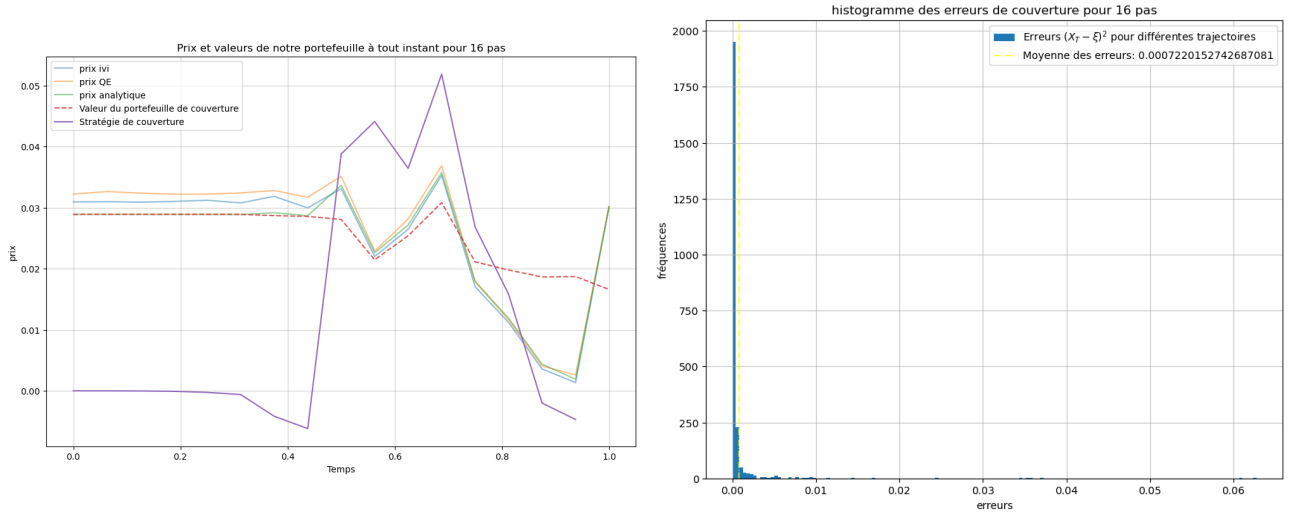 Prix et valeurs de notre portefeuille à tout instant pour 16 pas
prix ivi
prix QE
prix analytique
Valeur du portefeuille de couverture
Stratégie de couverture
prix
0.05
0.04
0.03
0.02
0.01
0.00
0.0 0.2 0.4 0.6 0.8 1.0
Temps
histogramme des erreurs de couverture pour 16 pas
Erreurs (X_T − ξ)² pour différentes trajectoires
Moyenne des erreurs: 0.0007220152742687081
fréquences
2000
1750
1500
1250
1000
750
500
250
0
0.00 0.01 0.02 0.03 0.04 0.05 0.06
erreurs